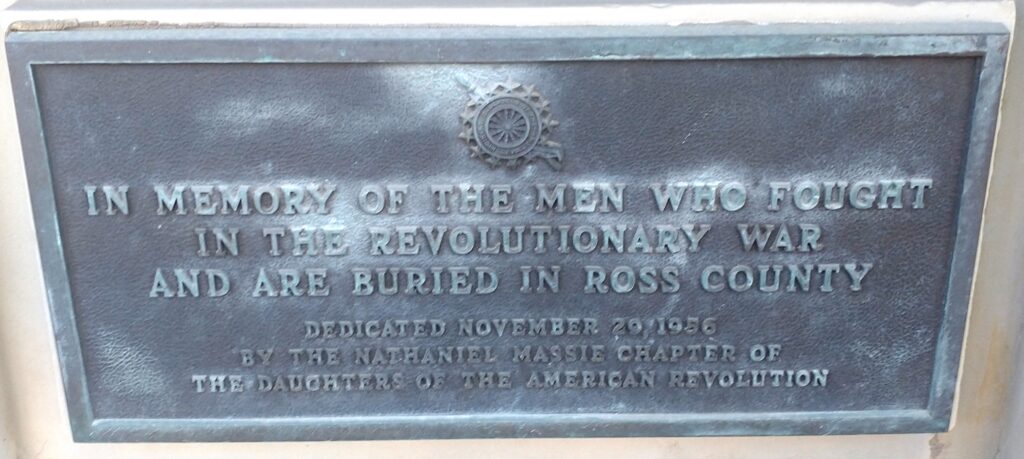 IN MEMORY OF THE MEN WHO FOUGHT
IN THE REVOLUTIONARY WAR
AND ARE BURIED IN ROSS COUNTY
DEDICATED NOVEMBER 29, 1956
BY THE NATHANIEL MASSIE CHAPTER OF
THE DAUGHTERS OF THE AMERICAN REVOLUTION